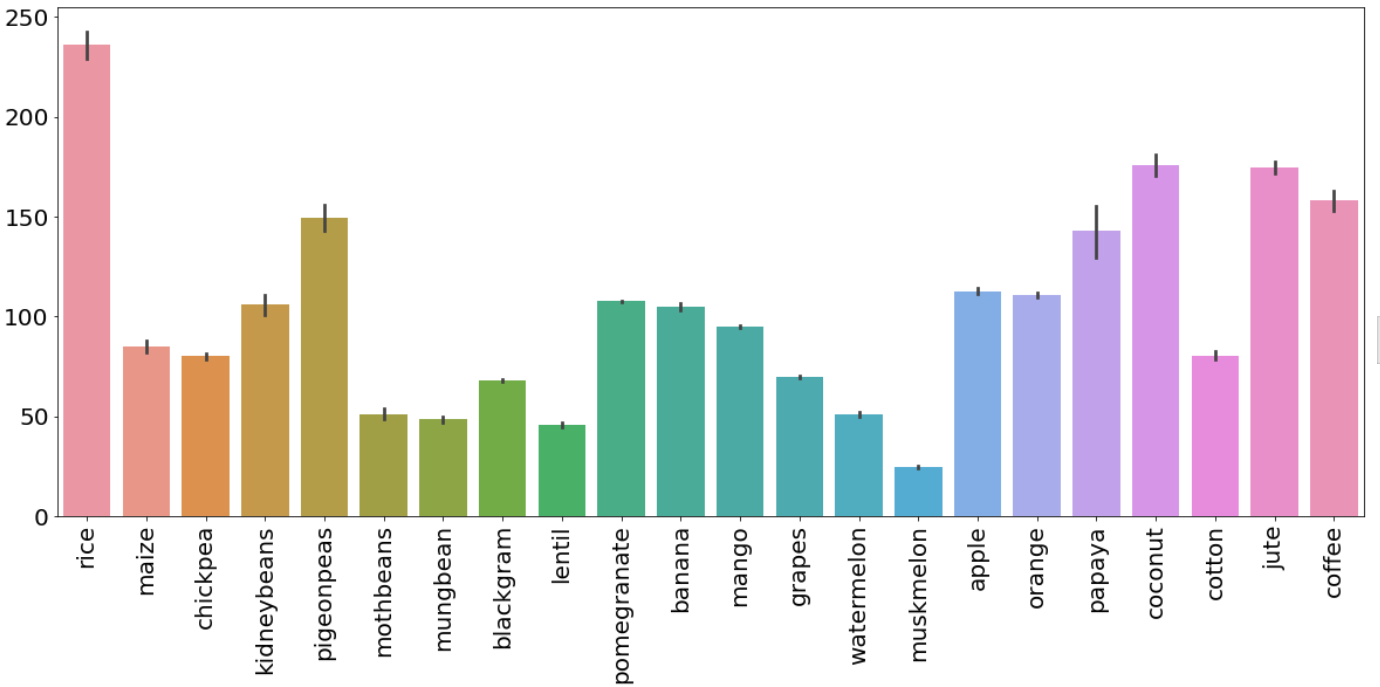 250
200
150
100
50
0
rice
maize
chickpea
kidneybeans
pigeonpeas
mothbeans
mungbean
blackgram
lentil
pomegranate
banana
mango
grapes
watermelon
muskmelon
apple
orange
papaya
coconut
cotton
jute
coffee